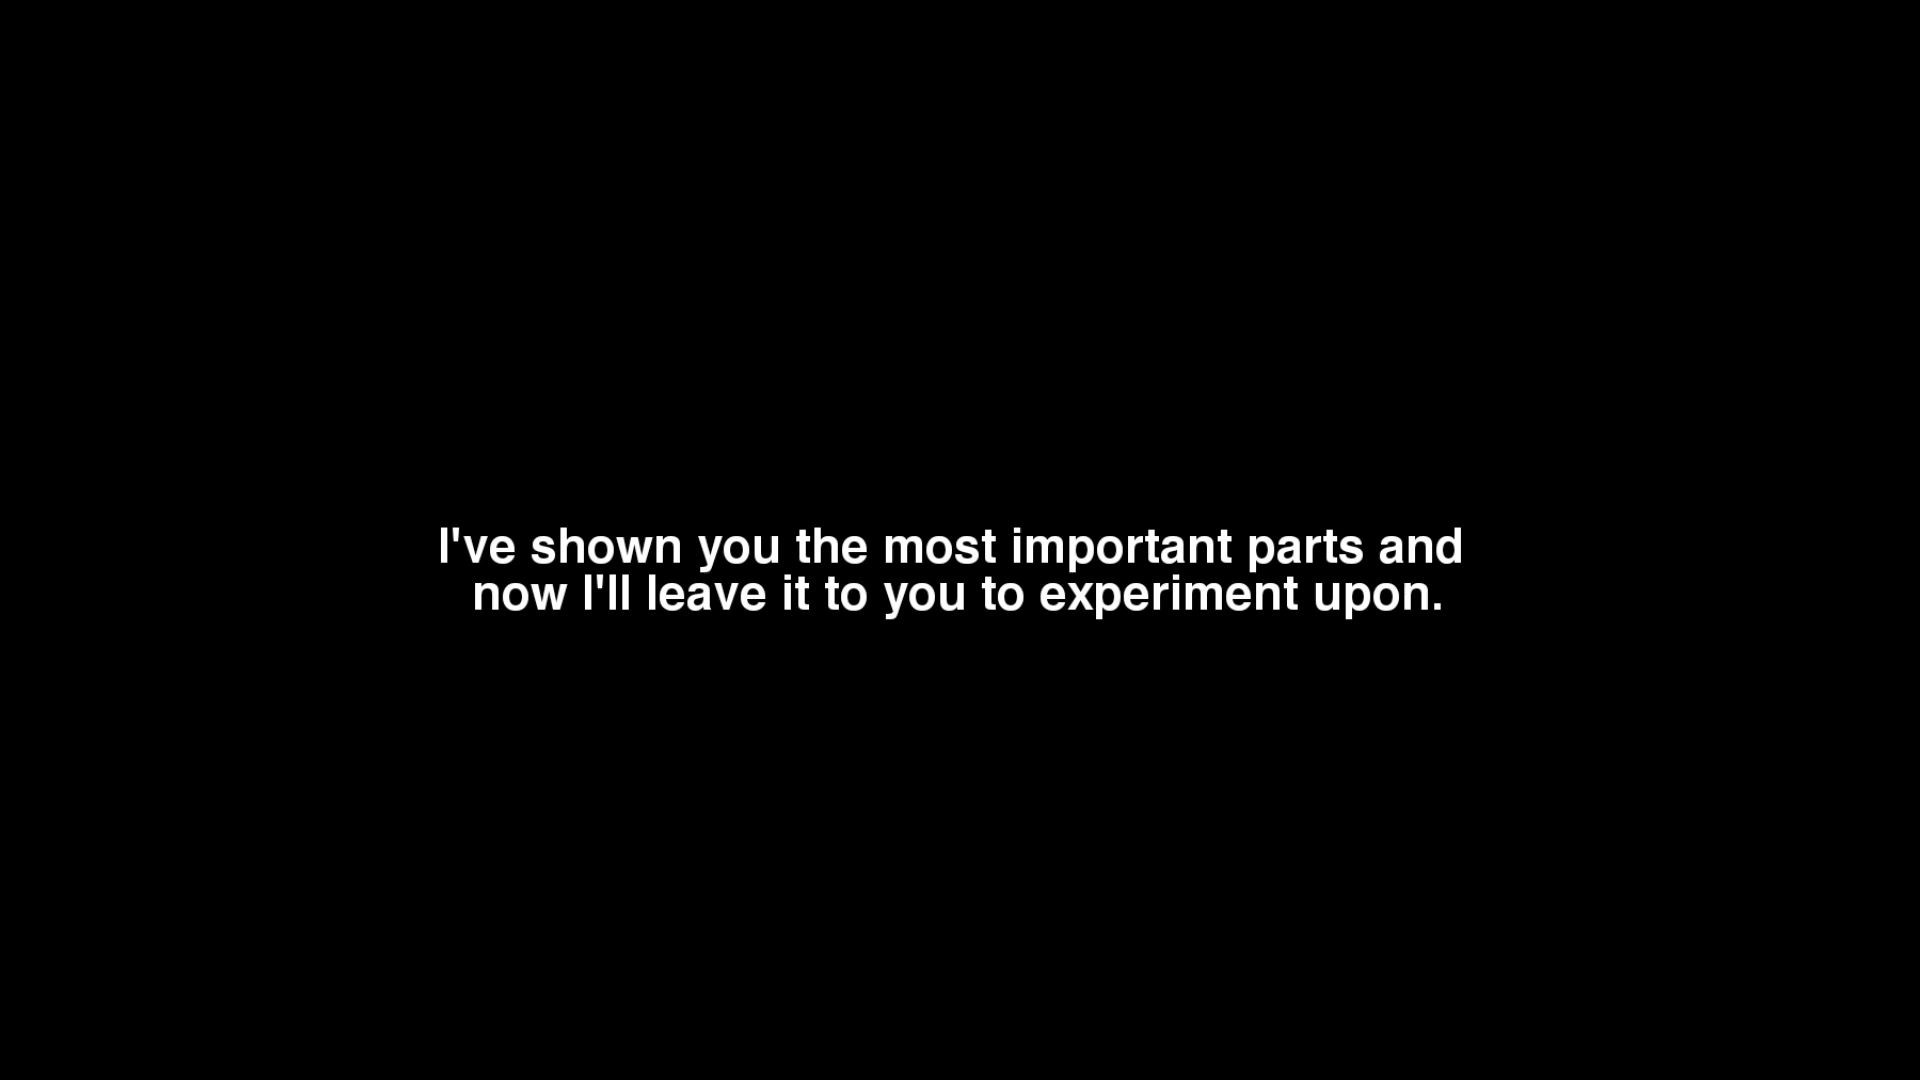 I've shown you the most important parts and
now I'll leave it to you to experiment upon.